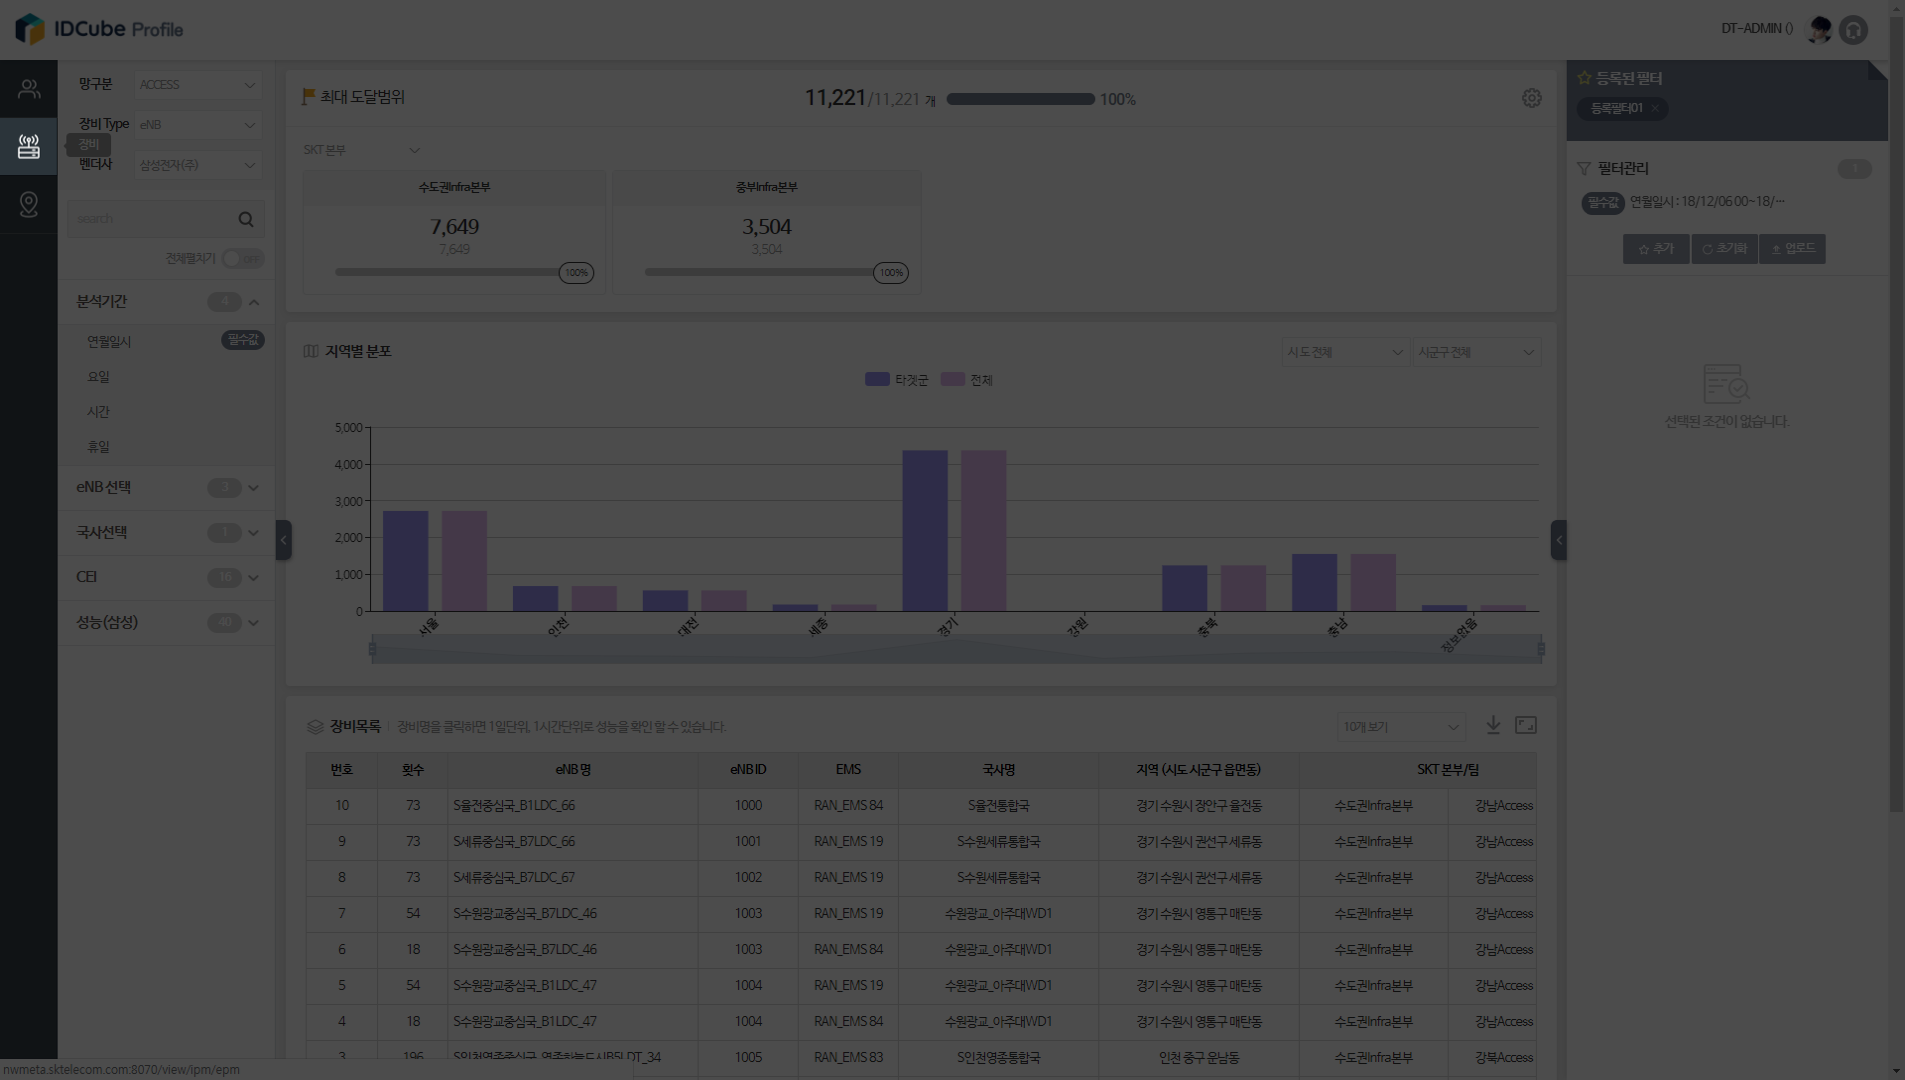 IDCube Profile
DT-ADMIN ()
망구분 ACCESS
장비 Type eNB
장비
벤더사 삼성전자(주)
search
전체펼치기 OFF
분석기간 4
연월일시 필수값
요일
시간
휴일
eNB 선택 3
국사선택 1
CEI 16
성능(삼성) 40
최대 도달범위 11,221/11,221 개 100%
SKT 본부
수도권Infra본부
7,649
7,649
100%
중부Infra본부
3,504
3,504
100%
지역별 분포
시도 전체 시군구 전체
타겟군 전체
5,000
4,000
3,000
2,000
1,000
0
서울 인천 대전 세종 경기 강원 충북 충남 정보없음
장비목록 장비명을 클릭하면 1일단위, 1시간단위로 성능을 확인 할 수 있습니다.
10개 보기
번호 횟수 eNB 명 eNB ID EMS 국사명 지역 (시도 시군구 읍면동) SKT 본부/팀
10 73 S율전중심국_B1LDC_66 1000 RAN_EMS 84 S율전통합국 경기 수원시 장안구 율전동 수도권Infra본부 강남Access
9 73 S세류중심국_B7LDC_66 1001 RAN_EMS 19 S수원세류통합국 경기 수원시 권선구 세류동 수도권Infra본부 강남Access
8 73 S세류중심국_B7LDC_67 1002 RAN_EMS 19 S수원세류통합국 경기 수원시 권선구 세류동 수도권Infra본부 강남Access
7 54 S수원광교중심국_B7LDC_46 1003 RAN_EMS 19 수원광교_아주대WD1 경기 수원시 영통구 매탄동 수도권Infra본부 강남Access
6 18 S수원광교중심국_B7LDC_46 1003 RAN_EMS 84 수원광교_아주대WD1 경기 수원시 영통구 매탄동 수도권Infra본부 강남Access
5 54 S수원광교중심국_B1LDC_47 1004 RAN_EMS 19 수원광교_아주대WD1 경기 수원시 영통구 매탄동 수도권Infra본부 강남Access
4 18 S수원광교중심국_B1LDC_47 1004 RAN_EMS 84 수원광교_아주대WD1 경기 수원시 영통구 매탄동 수도권Infra본부 강남Access
3 196 S인천영종중심국_영종하늘도시B5LDT_34 1005 RAN_EMS 83 S인천영종통합국 인천 중구 운남동 수도권Infra본부 강북Access
등록된 필터
등록필터01
필터관리 1
필수값 연월일시 : 18/12/06 00~18/···
추가 초기화 업로드
선택된 조건이 없습니다.
nwmeta.sktelecom.com:8070/view/ipm/epm